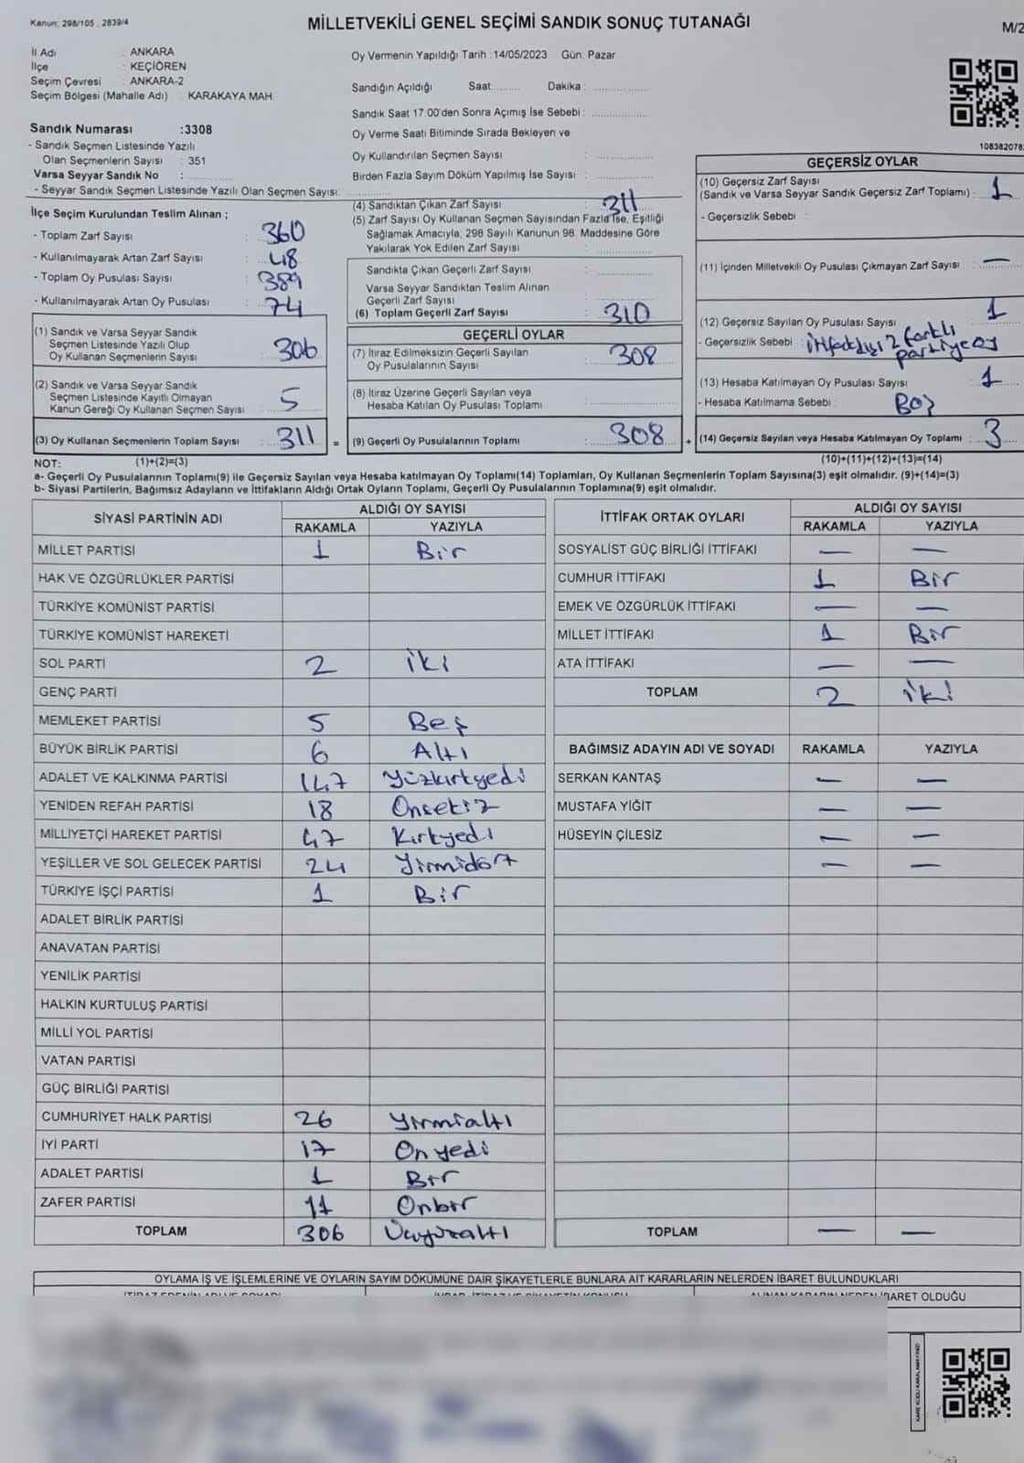 Kanun: 298/105 , 2839/4
MİLLETVEKİLİ GENEL SEÇİMİ SANDIK SONUÇ TUTANAĞI
M/2
İl Adı : ANKARA
İlçe : KEÇİÖREN
Seçim Çevresi : ANKARA-2
Seçim Bölgesi (Mahalle Adı) : KARAKAYA MAH.
Sandık Numarası :3308
- Sandık Seçmen Listesinde Yazılı
Olan Seçmenlerin Sayısı : 351
Varsa Seyyar Sandık No :
- Seyyar Sandık Seçmen Listesinde Yazılı Olan Seçmen Sayısı:
Oy Vermenin Yapıldığı Tarih :14/05/2023 Gün: Pazar
Sandığın Açıldığı Saat: Dakika :
Sandık Saat 17:00'den Sonra Açımış İse Sebebi :
Oy Verme Saati Bitiminde Sırada Bekleyen ve
Oy Kullandırılan Seçmen Sayısı :
Birden Fazla Sayım Döküm Yapılmış İse Sayısı :
108382078
İlçe Seçim Kurulundan Teslim Alınan ;
- Toplam Zarf Sayısı : 360
- Kullanılmayarak Artan Zarf Sayısı : 48
- Toplam Oy Pusulası Sayısı : 389
- Kullanılmayarak Artan Oy Pusulası : 74
(1) Sandık ve Varsa Seyyar Sandık
Seçmen Listesinde Yazılı Olup
Oy Kullanan Seçmenlerin Sayısı : 306
(2) Sandık ve Varsa Seyyar Sandık
Seçmen Listesinde Kayıtlı Olmayan
Kanun Gereği Oy Kullanan Seçmen Sayısı : 5
(3) Oy Kullanan Seçmenlerin Toplam Sayısı : 311 =
(4) Sandıktan Çıkan Zarf Sayısı : 311
(5) Zarf Sayısı Oy Kullanan Seçmen Sayısından Fazla İse, Eşitliği
Sağlamak Amacıyla, 298 Sayılı Kanunun 98. Maddesine Göre
Yakılarak Yok Edilen Zarf Sayısı :
Sandıkta Çıkan Geçerli Zarf Sayısı :
Varsa Seyyar Sandıktan Teslim Alınan
Geçerli Zarf Sayısı :
(6) Toplam Geçerli Zarf Sayısı : 310
GEÇERLİ OYLAR
(7) İtiraz Edilmeksizin Geçerli Sayılan
Oy Pusulalarının Sayısı : 308
(8) İtiraz Üzerine Geçerli Sayılan veya
Hesaba Katılan Oy Pusulası Toplamı :
(9) Geçerli Oy Pusulalarının Toplamı : 308 +
GEÇERSİZ OYLAR
(10) Geçersiz Zarf Sayısı
(Sandık ve Varsa Seyyar Sandık Geçersiz Zarf Toplamı) : 1
- Geçersizlik Sebebi :
(11) İçinden Milletvekili Oy Pusulası Çıkmayan Zarf Sayısı : —
(12) Geçersiz Sayılan Oy Pusulası Sayısı : 1
- Geçersizlik Sebebi : ittifakdışı 2 farklı
partiye oy
(13) Hesaba Katılmayan Oy Pusulası Sayısı : 1
- Hesaba Katılmama Sebebi : Boş
(14) Geçersiz Sayılan veya Hesaba Katılmayan Oy Toplamı : 3
NOT: (1)+(2)=(3)
(10)+(11)+(12)+(13)=(14)
a- Geçerli Oy Pusulalarının Toplamı(9) ile Geçersiz Sayılan veya Hesaba katılmayan Oy Toplamı(14) Toplamları, Oy Kullanan Seçmenlerin Toplam Sayısına(3) eşit olmalıdır. (9)+(14)=(3)
b- Siyasi Partilerin, Bağımsız Adayların ve İttifakların Aldığı Ortak Oyların Toplamı, Geçerli Oy Pusulalarının Toplamına(9) eşit olmalıdır.
SİYASİ PARTİNİN ADI
ALDIĞI OY SAYISI
RAKAMLA YAZIYLA
MİLLET PARTİSİ 1 Bir
HAK VE ÖZGÜRLÜKLER PARTİSİ
TÜRKİYE KOMÜNİST PARTİSİ
TÜRKİYE KOMÜNİST HAREKETİ
SOL PARTİ 2 iki
GENÇ PARTİ
MEMLEKET PARTİSİ 5 Beş
BÜYÜK BİRLİK PARTİSİ 6 Altı
ADALET VE KALKINMA PARTİSİ 147 Yüzkırkyedi
YENİDEN REFAH PARTİSİ 18 Onsekiz
MİLLİYETÇİ HAREKET PARTİSİ 47 Kırkyedi
YEŞİLLER VE SOL GELECEK PARTİSİ 24 Yirmidört
TÜRKİYE İŞÇİ PARTİSİ 1 Bir
ADALET BİRLİK PARTİSİ
ANAVATAN PARTİSİ
YENİLİK PARTİSİ
HALKIN KURTULUŞ PARTİSİ
MİLLİ YOL PARTİSİ
VATAN PARTİSİ
GÜÇ BİRLİĞİ PARTİSİ
CUMHURİYET HALK PARTİSİ 26 Yirmialtı
İYİ PARTİ 17 Onyedi
ADALET PARTİSİ 1 Bir
ZAFER PARTİSİ 11 Onbir
TOPLAM 306 Üçyüzaltı
İTTİFAK ORTAK OYLARI
ALDIĞI OY SAYISI
RAKAMLA YAZIYLA
SOSYALİST GÜÇ BİRLİĞİ İTTİFAKI — —
CUMHUR İTTİFAKI 1 Bir
EMEK VE ÖZGÜRLÜK İTTİFAKI — —
MİLLET İTTİFAKI 1 Bir
ATA İTTİFAKI — —
TOPLAM 2 iki
BAĞIMSIZ ADAYIN ADI VE SOYADI RAKAMLA YAZIYLA
SERKAN KANTAŞ — —
MUSTAFA YİĞİT — —
HÜSEYİN ÇİLESİZ — —
— —
TOPLAM — —
OYLAMA İŞ VE İŞLEMLERİNE VE OYLARIN SAYIM DÖKÜMÜNE DAİR ŞİKAYETLERLE BUNLARA AİT KARARLARIN NELERDEN İBARET BULUNDUKLARI
İBARET OLDUĞU